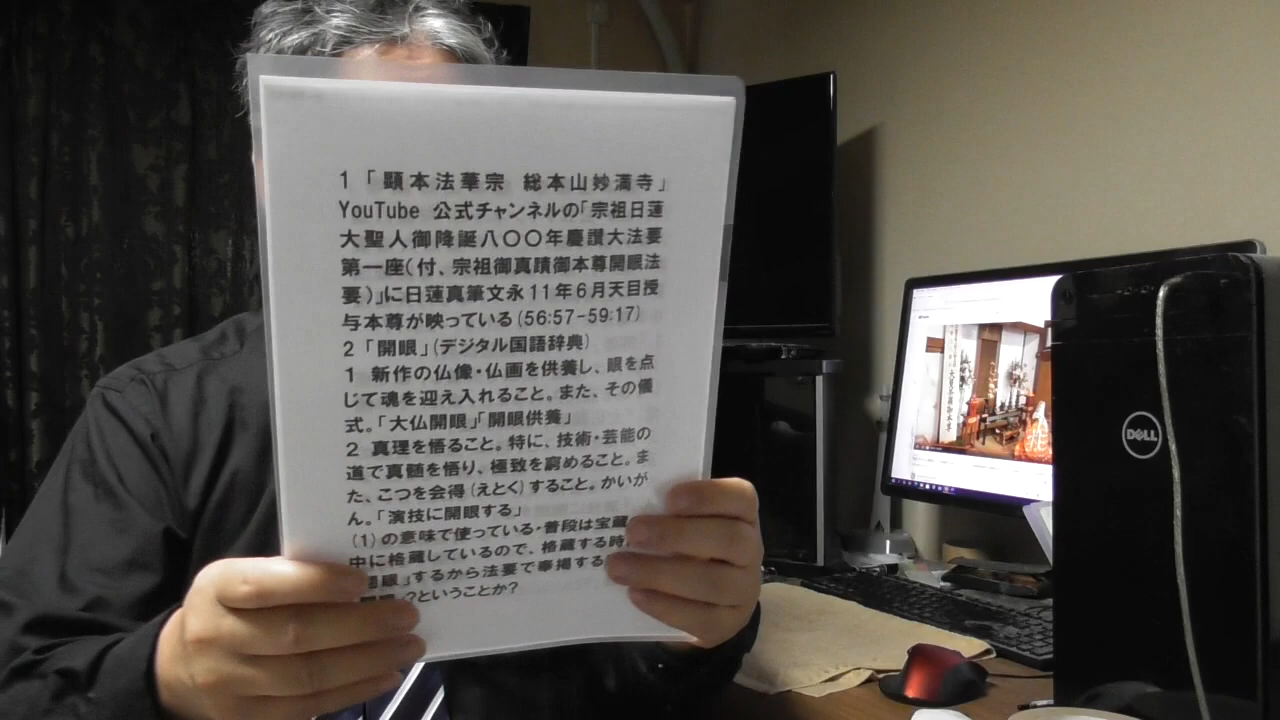 1 「顕本法華宗 総本山妙満寺」
YouTube 公式チャンネルの「宗祖日蓮
大聖人御降誕八〇〇年慶讃大法要
第一座(付、宗祖御真蹟御本尊開眼法
要)」に日蓮真筆文永11年6月天目授
与本尊が映っている(56:57-59:17)
2 「開眼」(デジタル国語辞典)
1 新作の仏像・仏画を供養し、眼を点
じて魂を迎え入れること。また、その儀
式。「大仏開眼」「開眼供養」
2 真理を悟ること。特に、技術・芸能の
道で真髄を悟り、極致を窮めること。ま
た、こつを会得(えとく)すること。かいが
ん。「演技に開眼する」
(1)の意味で使っている・普段は宝蔵
中に格蔵しているので、格蔵する時
眼」するから法要で奉掲する
?ということか?
DELL